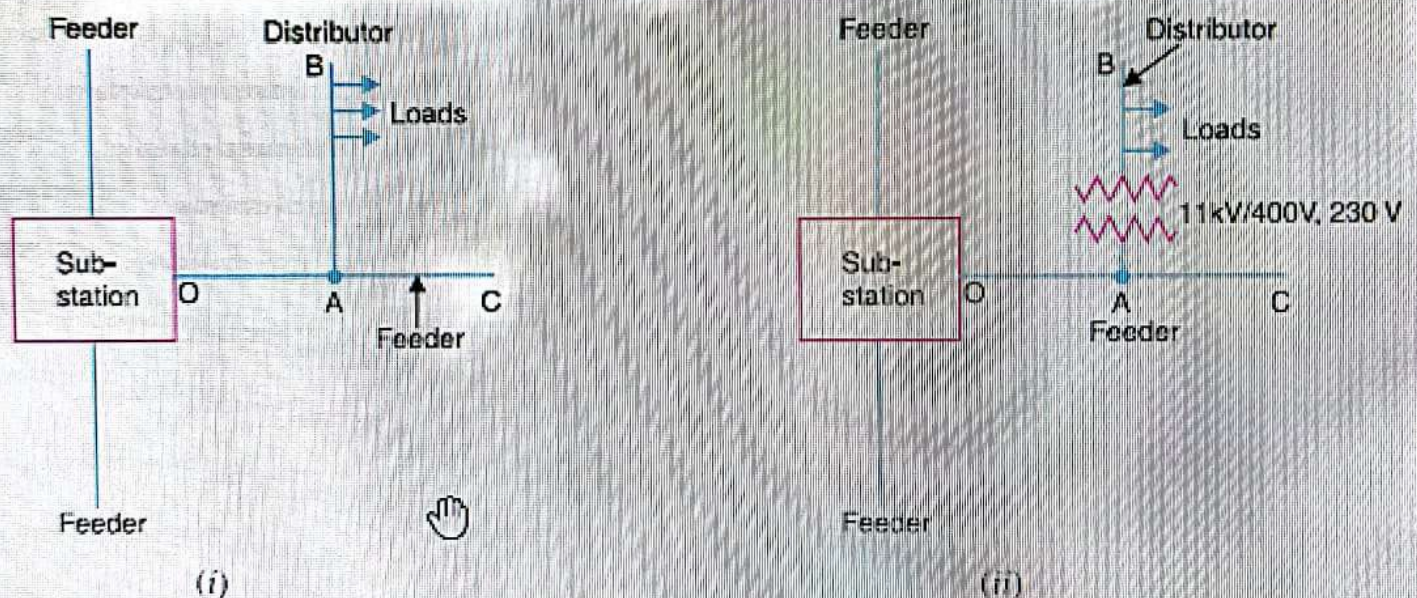 Feeder
Distributor
B
Loads
Sub-
station
O
A
C
Feeder
Feeder
(i)
Feeder
Distributor
B
Loads
11kV/400V, 230 V
Sub-
station
O
A
C
Feeder
Feeder
(ii)